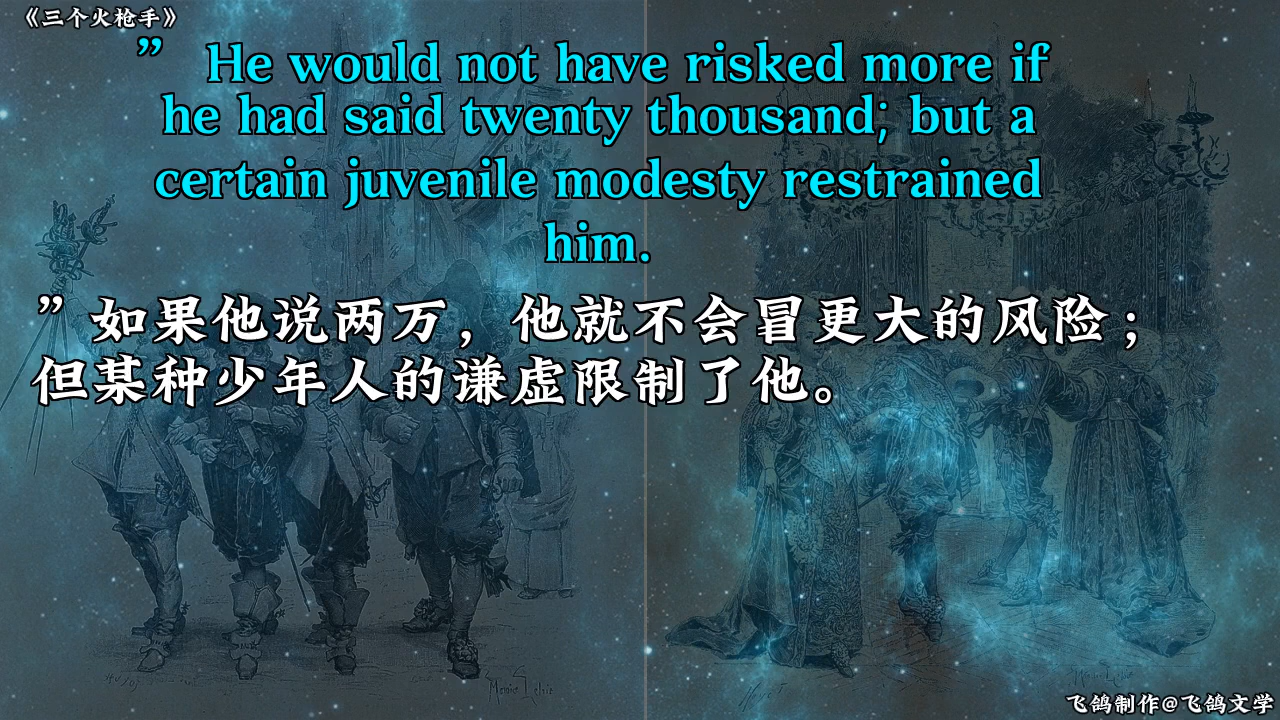 《三个火枪手》
” He would not have risked more if
he had said twenty thousand; but a
certain juvenile modesty restrained
him.
”如果他说两万，他就不会冒更大的风险；
但某种少年人的谦虚限制了他。
飞鸽制作@飞鸽文学